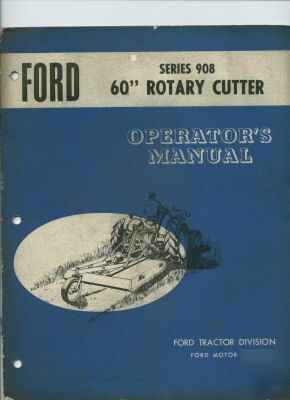 FORD
SERIES 908
60" ROTARY CUTTER
OPERATOR'S
MANUAL
FORD TRACTOR DIVISION
FORD MOTOR